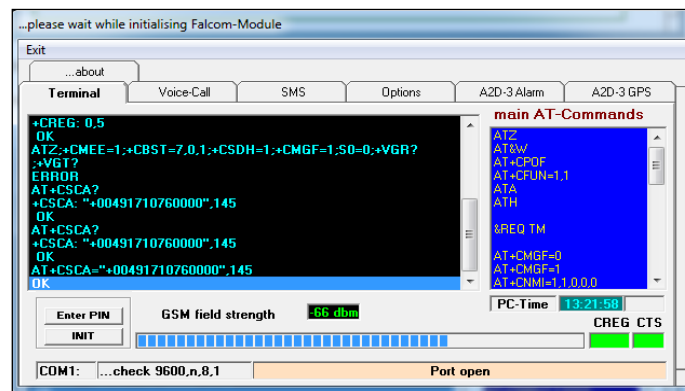 ...please wait while initialising Falcom-Module
Exit
...about
Terminal
Voice-Call
SMS
Options
A2D-3 Alarm
A2D-3 GPS
+CREG: 0,5
OK
ATZ;+CMEE=1;+CBST=7,0,1;+CSDH=1;+CMGF=1;S0=0;+VGR?
;+VGT?
ERROR
AT+CSCA?
+CSCA: "+00491710760000",145
OK
AT+CSCA?
+CSCA: "+00491710760000",145
OK
AT+CSCA="+00491710760000",145
OK
main AT-Commands
ATZ
AT&W
AT+CPOF
AT+CFUN=1,1
ATA
ATH
&REQ TM
AT+CMGF=0
AT+CMGF=1
AT+CNMI=1,1,0,0,0
PC-Time 13:21:58
Enter PIN
INIT
GSM field strength -66 dbm
CREG CTS
COM1: ...check 9600,n,8,1 Port open